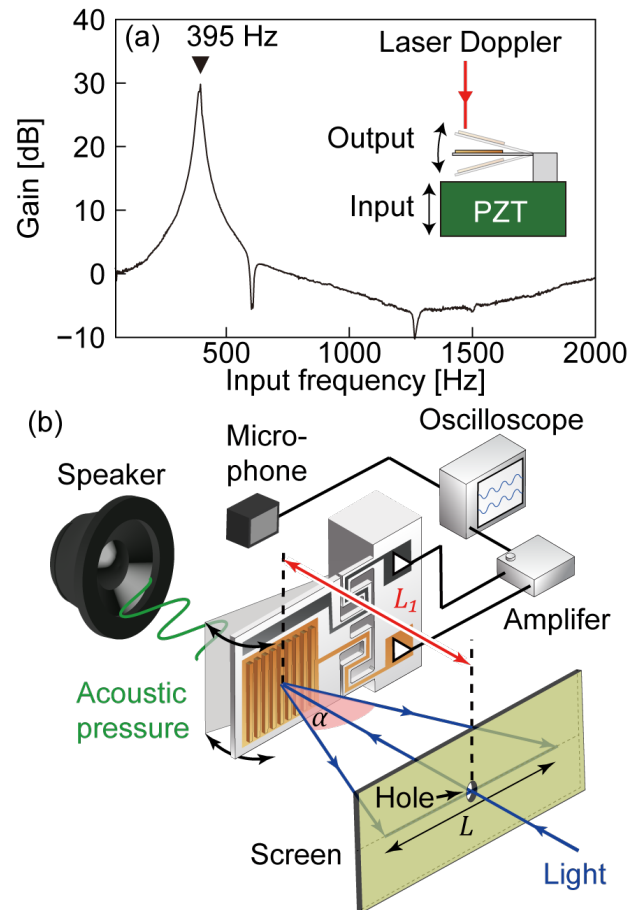 (a)
395 Hz
Laser Doppler
Output
Input
PZT
Gain [dB]
40
30
20
10
0
−10
500
1000
1500
2000
Input frequency [Hz]
(b)
Speaker
Micro-
phone
Oscilloscope
Amplifer
L₁
Acoustic
pressure
α
Hole
L
Screen
Light